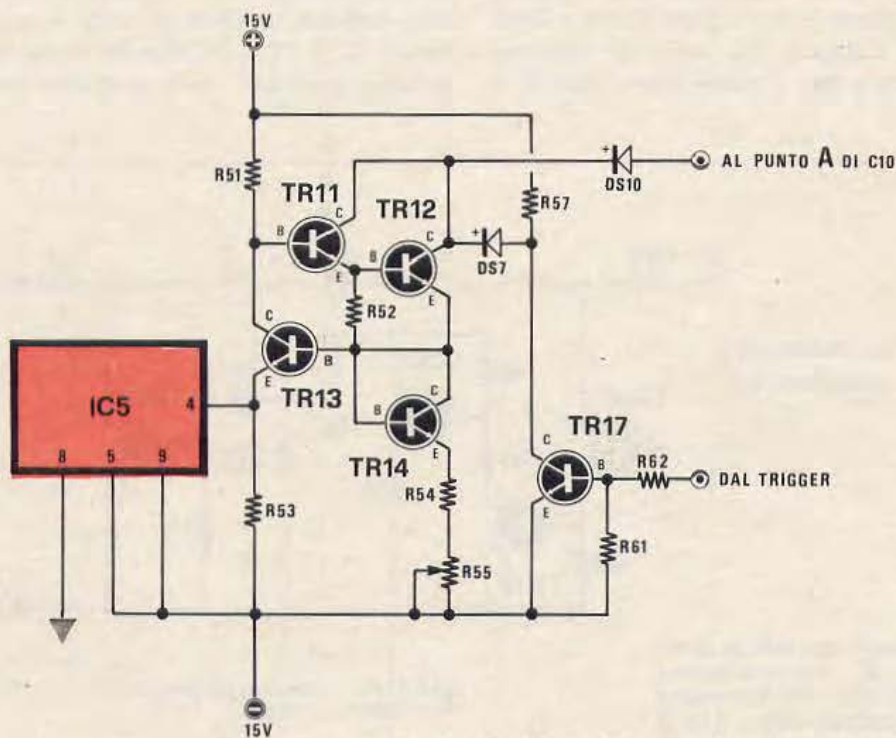 15V
+
R51
TR11
C
B
E
TR12
C
B
E
R52
+
DS7
R57
+
DS10
AL PUNTO A DI C10
C
B
E
TR13
IC5
4
8
5
9
C
B
E
TR14
R53
R54
R55
TR17
C
B
E
R62
DAL TRIGGER
R61
−
15V